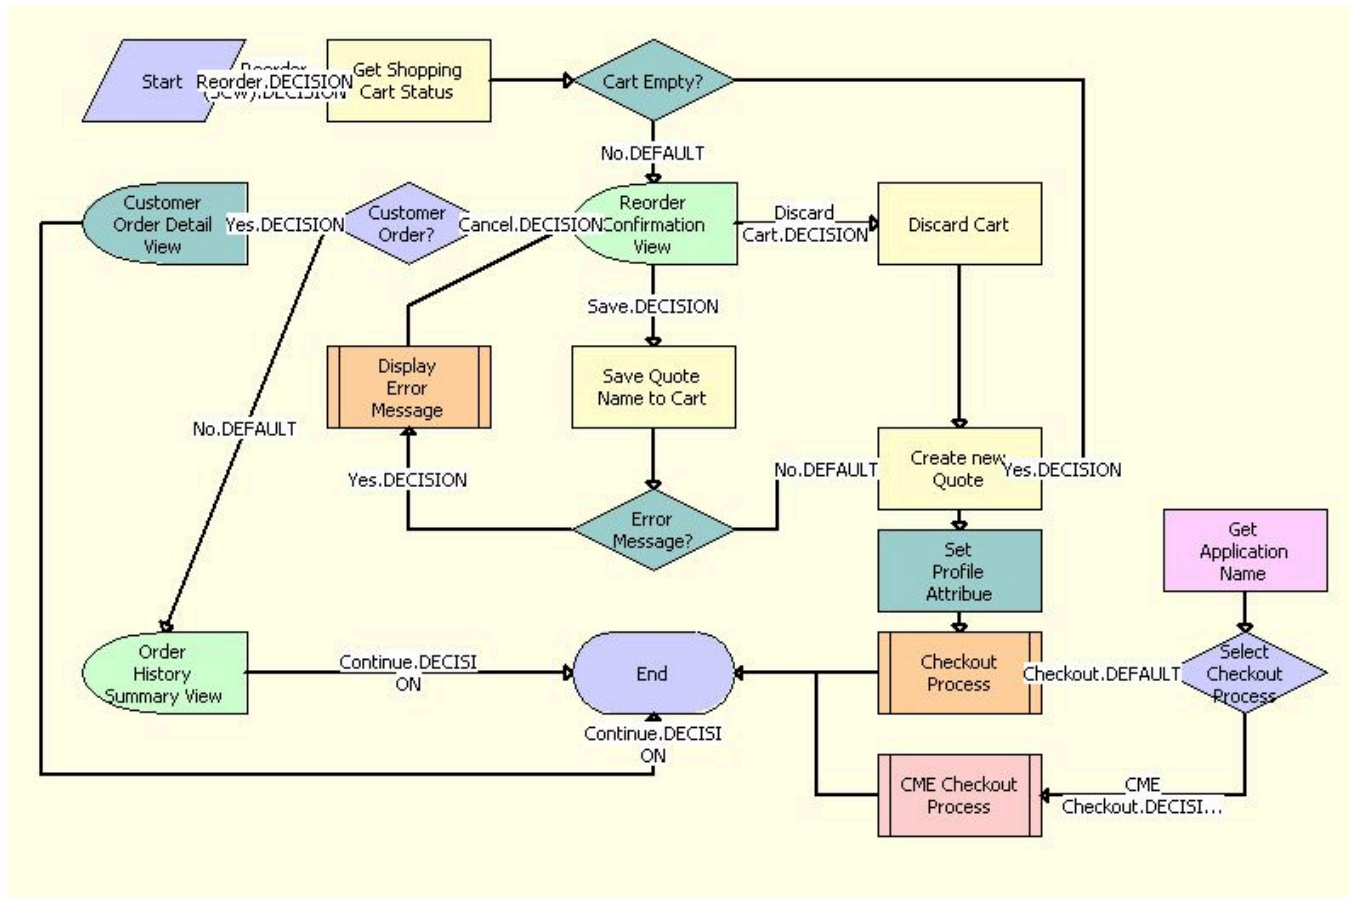 Start
Reorder
Reorder.DECISION
(SCW).DECISION
Get Shopping
Cart Status
Cart Empty?
No.DEFAULT
Customer
Order Detail
View
Yes.DECISION
Customer
Order?
Cancel.DECISION
Reorder
Confirmation
View
Discard
Cart.DECISION
Discard Cart
Save.DECISION
Display
Error
Message
Save Quote
Name to Cart
No.DEFAULT
Yes.DECISION
No.DEFAULT
Create new
Quote
Yes.DECISION
Error
Message?
Set
Profile
Attribue
Get
Application
Name
Order
History
Summary View
Continue.DECISI
ON
End
Checkout
Process
Checkout.DEFAULT
Select
Checkout
Process
Continue.DECISI
ON
CME Checkout
Process
CME
Checkout.DECISI...